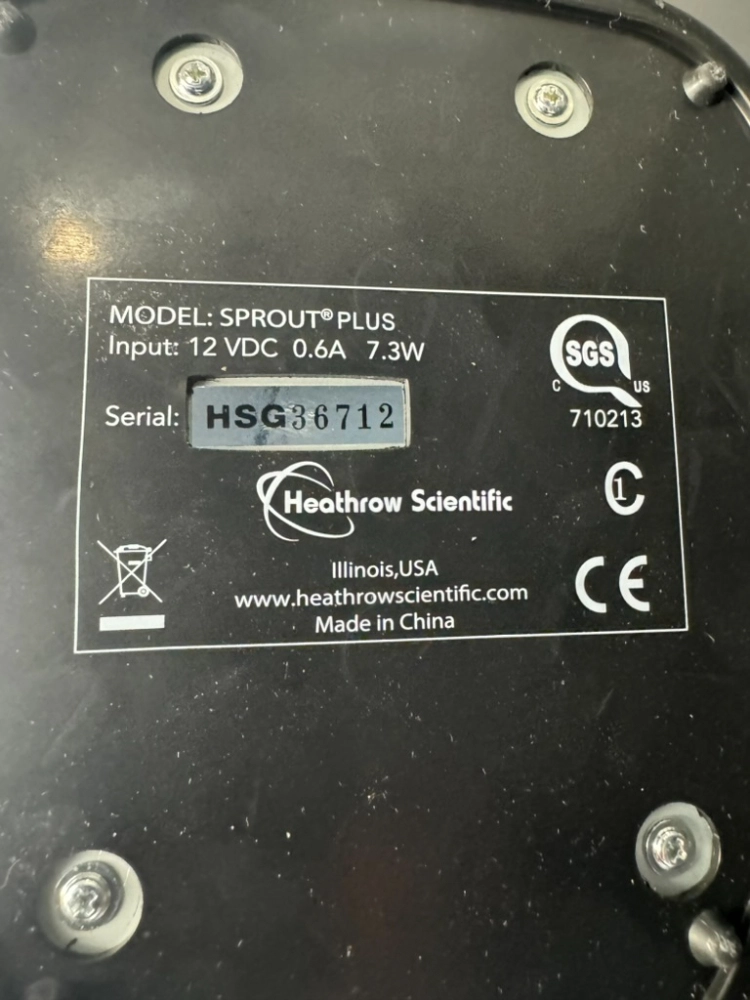 MODEL: SPROUT® PLUS
Input: 12 VDC 0.6A 7.3W
Serial: HSG36712
SGS
C US
710213
Heathrow Scientific
C1
Illinois,USA
www.heathrowscientific.com
CE
Made in China